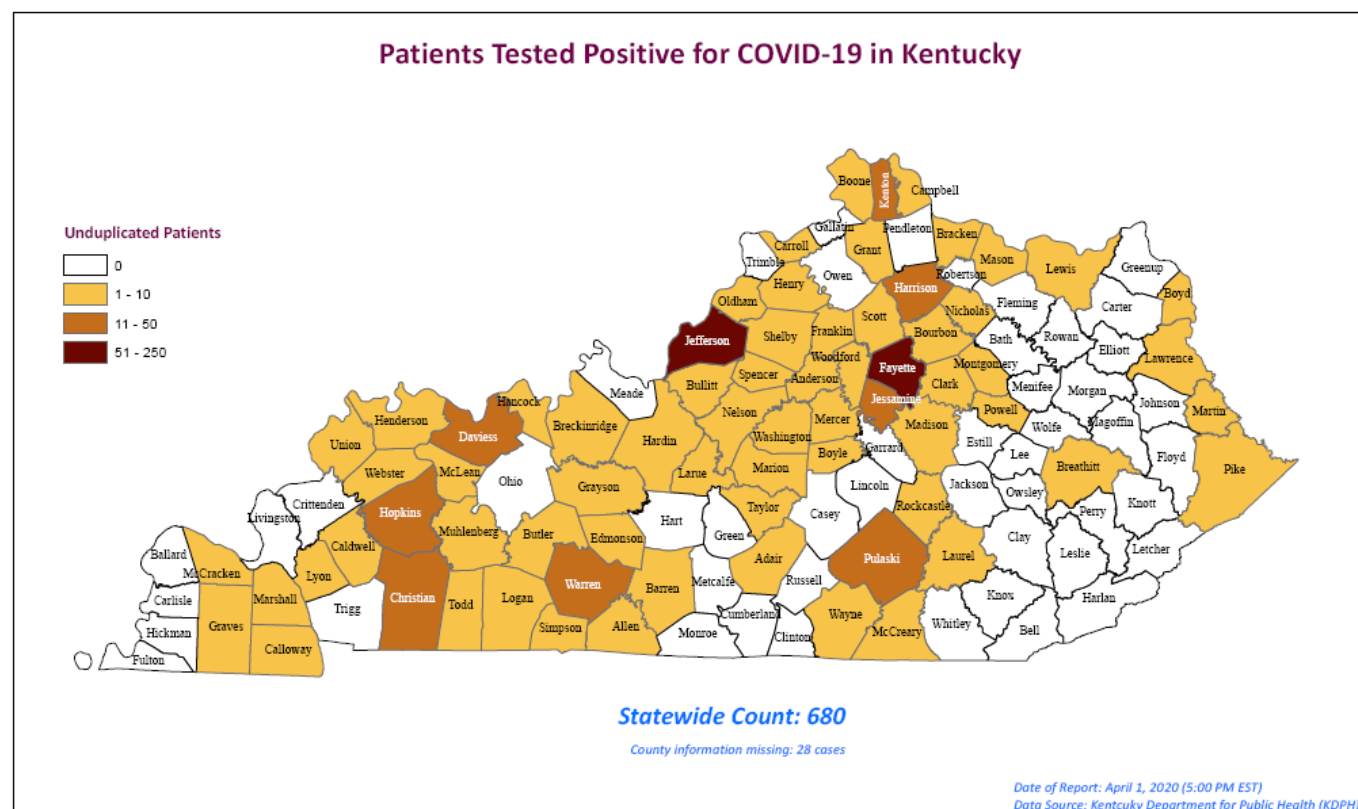 Patients Tested Positive for COVID-19 in Kentucky
Unduplicated Patients
0
1 - 10
11 - 50
51 - 250
Boone
Kenton
Campbell
Gallatin
Pendleton
Carroll
Grant
Bracken
Mason
Lewis
Greenup
Trimble
Owen
Robertson
Henry
Harrison
Fleming
Carter
Boyd
Oldham
Nicholas
Scott
Rowan
Jefferson
Shelby
Franklin
Bourbon
Bath
Elliott
Lawrence
Woodford
Fayette
Montgomery
Spencer
Anderson
Clark
Menifee
Morgan
Bullitt
Meade
Jessamine
Johnson
Martin
Hancock
Nelson
Powell
Magoffin
Henderson
Breckinridge
Mercer
Madison
Wolfe
Daviess
Washington
Union
Hardin
Garrard
Estill
Lee
Floyd
Boyle
Marion
Breathitt
Pike
Webster
McLean
Larue
Ohio
Grayson
Lincoln
Jackson
Owsley
Crittenden
Knott
Hopkins
Taylor
Rockcastle
Livingston
Casey
Perry
Hart
Muhlenberg
Butler
Green
Clay
Edmonson
Caldwell
Letcher
Ballard
Adair
Pulaski
Laurel
Leslie
McCracken
Lyon
Warren
Barren
Metcalfe
Russell
Carlisle
Christian
Todd
Logan
Knox
Harlan
Marshall
Trigg
Cumberland
Wayne
Graves
Simpson
Allen
Whitley
Hickman
Monroe
Clinton
McCreary
Bell
Calloway
Fulton
Statewide Count: 680
County information missing: 28 cases
Date of Report: April 1, 2020 (5:00 PM EST)
Data Source: Kentcuky Department for Public Health (KDPH)